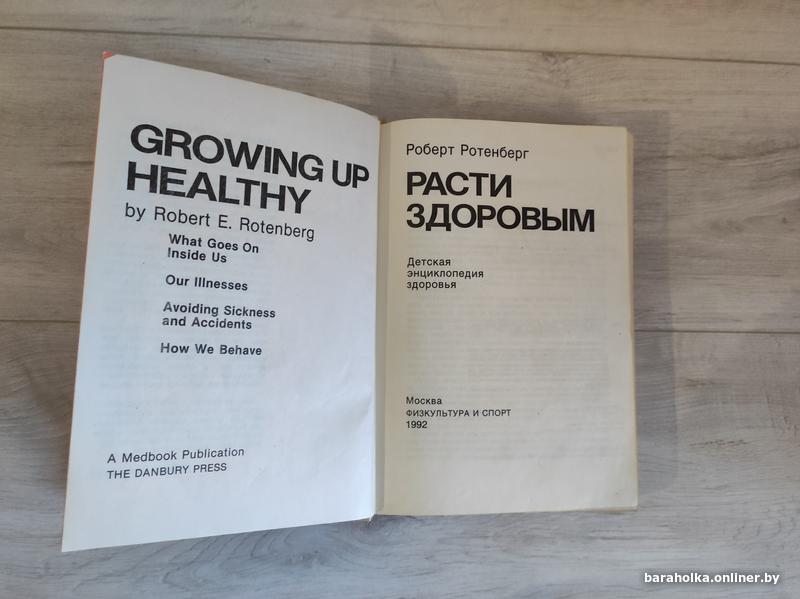 GROWING UP
HEALTHY
by Robert E. Rotenberg
What Goes On
Inside Us
Our Illnesses
Avoiding Sickness
and Accidents
How We Behave
A Medbook Publication
THE DANBURY PRESS
Роберт Ротенберг
РАСТИ
ЗДОРОВЫМ
Детская
энциклопедия
здоровья
Москва
ФИЗКУЛЬТУРА И СПОРТ
1992
baraholka.onliner.by